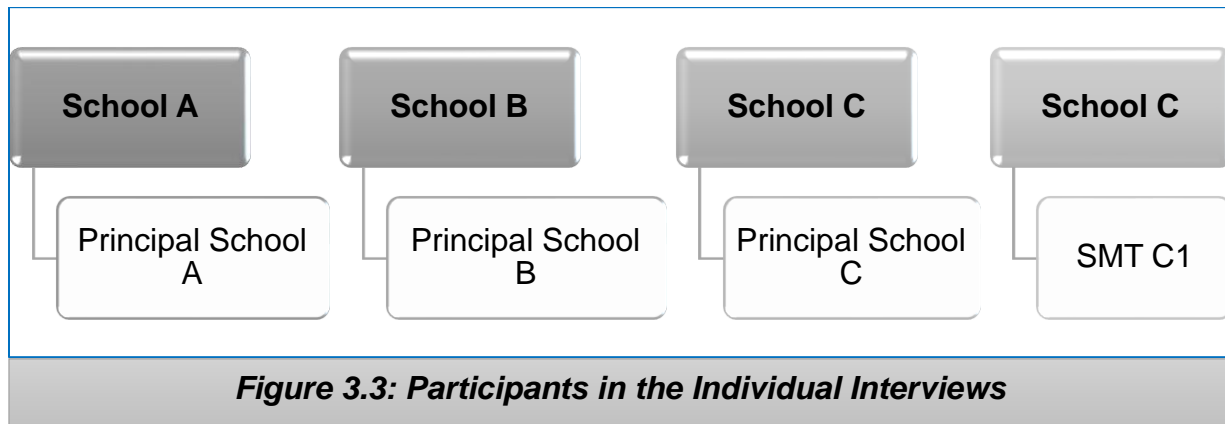 School A
School B
School C
School C
Principal School
A
Principal School
B
Principal School
C
SMT C1
Figure 3.3: Participants in the Individual Interviews